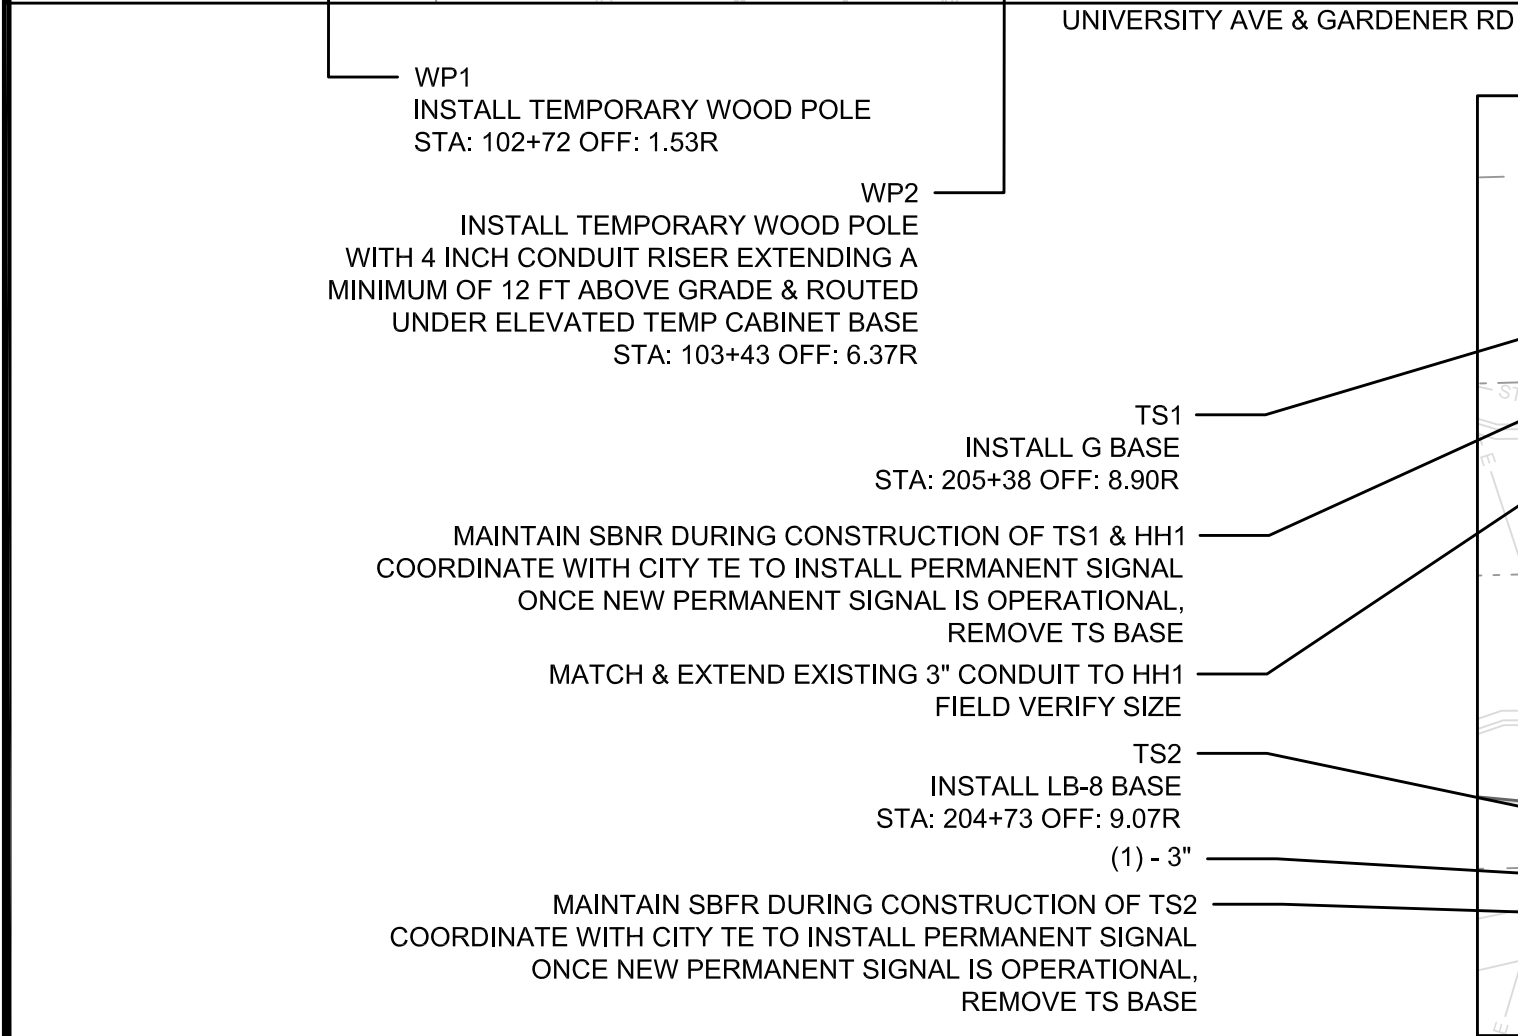 UNIVERSITY AVE & GARDENER RD
WP1
INSTALL TEMPORARY WOOD POLE
STA: 102+72 OFF: 1.53R
WP2
INSTALL TEMPORARY WOOD POLE
WITH 4 INCH CONDUIT RISER EXTENDING A
MINIMUM OF 12 FT ABOVE GRADE & ROUTED
UNDER ELEVATED TEMP CABINET BASE
STA: 103+43 OFF: 6.37R
TS1
INSTALL G BASE
STA: 205+38 OFF: 8.90R
MAINTAIN SBNR DURING CONSTRUCTION OF TS1 & HH1
COORDINATE WITH CITY TE TO INSTALL PERMANENT SIGNAL
ONCE NEW PERMANENT SIGNAL IS OPERATIONAL,
REMOVE TS BASE
MATCH & EXTEND EXISTING 3" CONDUIT TO HH1
FIELD VERIFY SIZE
TS2
INSTALL LB-8 BASE
STA: 204+73 OFF: 9.07R
(1) - 3"
MAINTAIN SBFR DURING CONSTRUCTION OF TS2
COORDINATE WITH CITY TE TO INSTALL PERMANENT SIGNAL
ONCE NEW PERMANENT SIGNAL IS OPERATIONAL,
REMOVE TS BASE
E
E